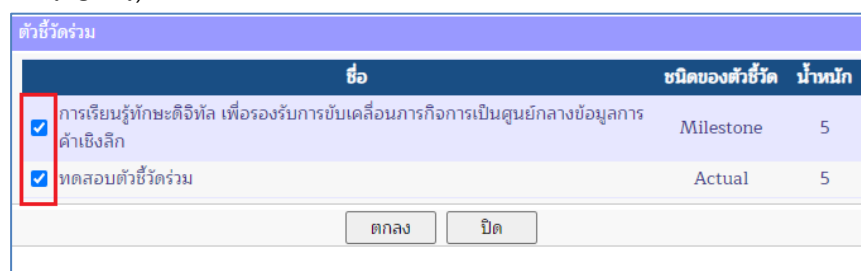 ตัวชี้วัดร่วม
ชื่อ ชนิดของตัวชี้วัด น้ำหนัก
การเรียนรู้ทักษะดิจิทัล เพื่อรองรับการขับเคลื่อนภารกิจการเป็นศูนย์กลางข้อมูลการ Milestone 5
ค้าเชิงลึก
ทดสอบตัวชี้วัดร่วม Actual 5
ตกลง ปิด